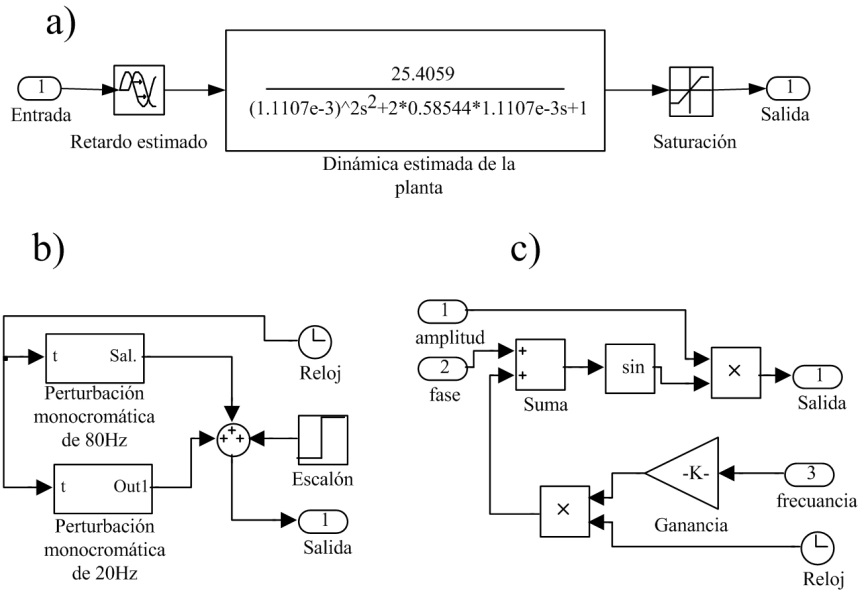 a)
1
Entrada
Retardo estimado
25.4059
(1.1107e-3)^2s²+2*0.58544*1.1107e-3s+1
Dinámica estimada de la
planta
Saturación
1
Salida
b)
t
Sal.
Perturbación
monocromática
de 80Hz
Reloj
+
+
+
Escalón
t
Out1
Perturbación
monocromática
de 20Hz
1
Salida
c)
1
amplitud
2
fase
+
+
Suma
sin
×
1
Salida
×
-K-
Ganancia
3
frecuancia
Reloj